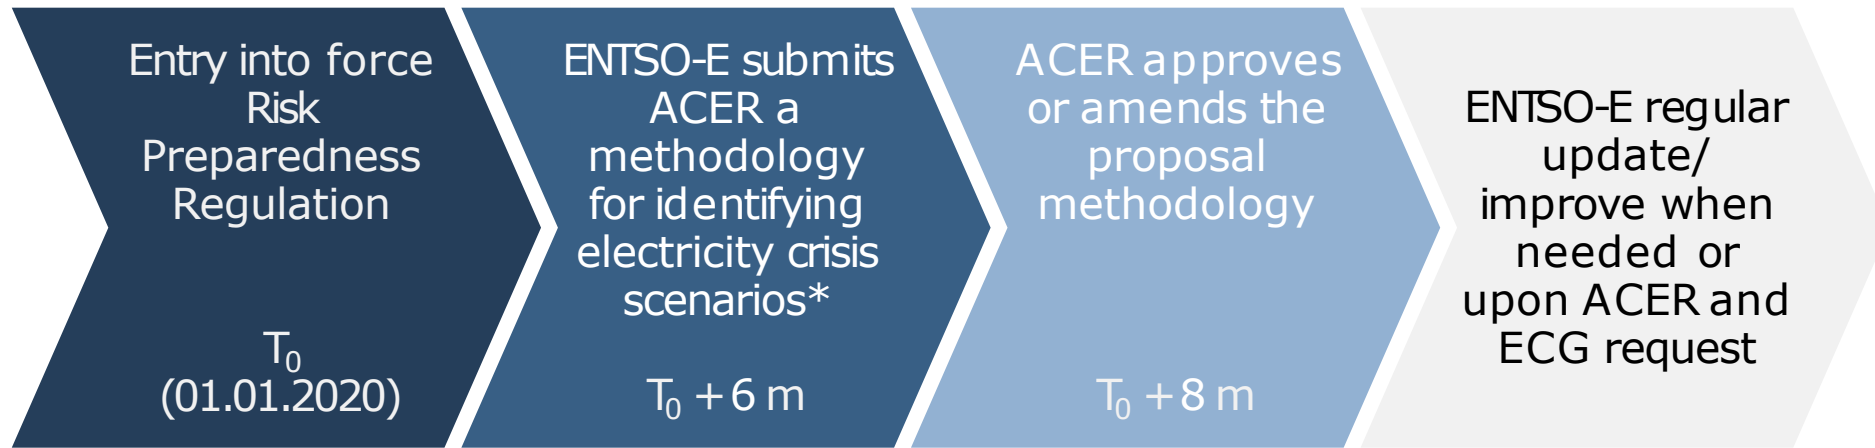 Entry into force
Risk
Preparedness
Regulation
T₀
(01.01.2020)
ENTSO-E submits
ACER a
methodology
for identifying
electricity crisis
scenarios*
T₀ + 6 m
ACER approves
or amends the
proposal
methodology
T₀ + 8 m
ENTSO-E regular
update/
improve when
needed or
upon ACER and
ECG request